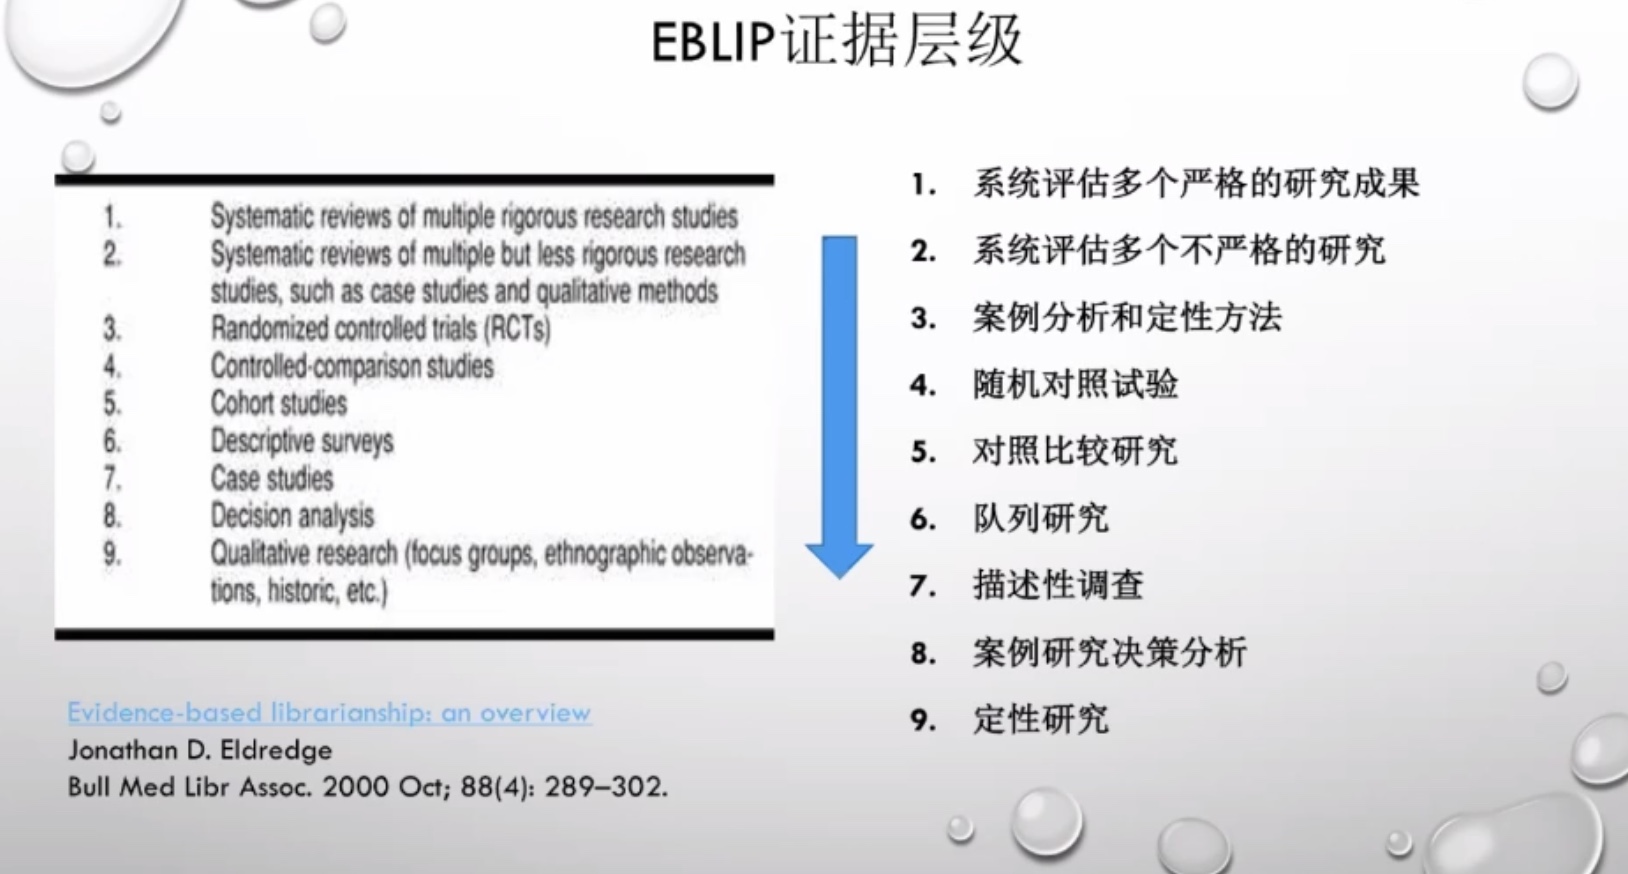 EBLIP证据层级
1. Systematic reviews of multiple rigorous research studies
2. Systematic reviews of multiple but less rigorous research
studies, such as case studies and qualitative methods
3. Randomized controlled trials (RCTs)
4. Controlled-comparison studies
5. Cohort studies
6. Descriptive surveys
7. Case studies
8. Decision analysis
9. Qualitative research (focus groups, ethnographic observa-
tions, historic, etc.)
Evidence-based librarianship: an overview
Jonathan D. Eldredge
Bull Med Libr Assoc. 2000 Oct; 88(4): 289–302.
1. 系统评估多个严格的研究成果
2. 系统评估多个不严格的研究
3. 案例分析和定性方法
4. 随机对照试验
5. 对照比较研究
6. 队列研究
7. 描述性调查
8. 案例研究决策分析
9. 定性研究